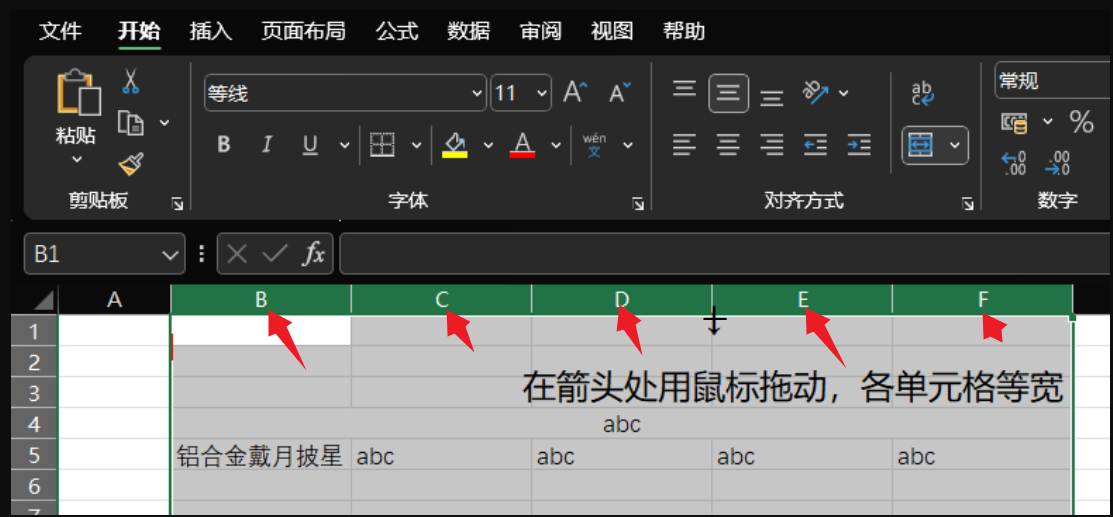 文件 开始 插入 页面布局 公式 数据 审阅 视图 帮助
等线 11 常规
粘贴 B I U A wén 文 ab c %
剪贴板 字体 对齐方式 数字
B1 fx
A B C D E F
1
2
3 在箭头处用鼠标拖动，各单元格等宽
4 abc
5 铝合金戴月披星 abc abc abc abc
6
7